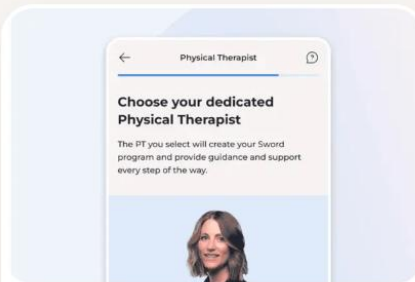 Physical Therapist
Choose your dedicated
Physical Therapist
The PT you select will create your Sword
program and provide guidance and support
every step of the way.